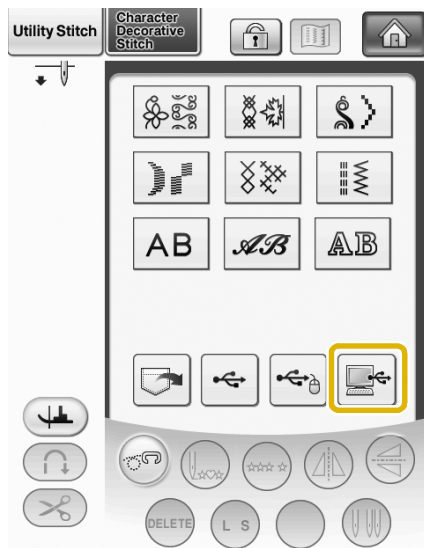 Utility Stitch
Character
Decorative
Stitch
AB
AB
AB
DELETE
L S